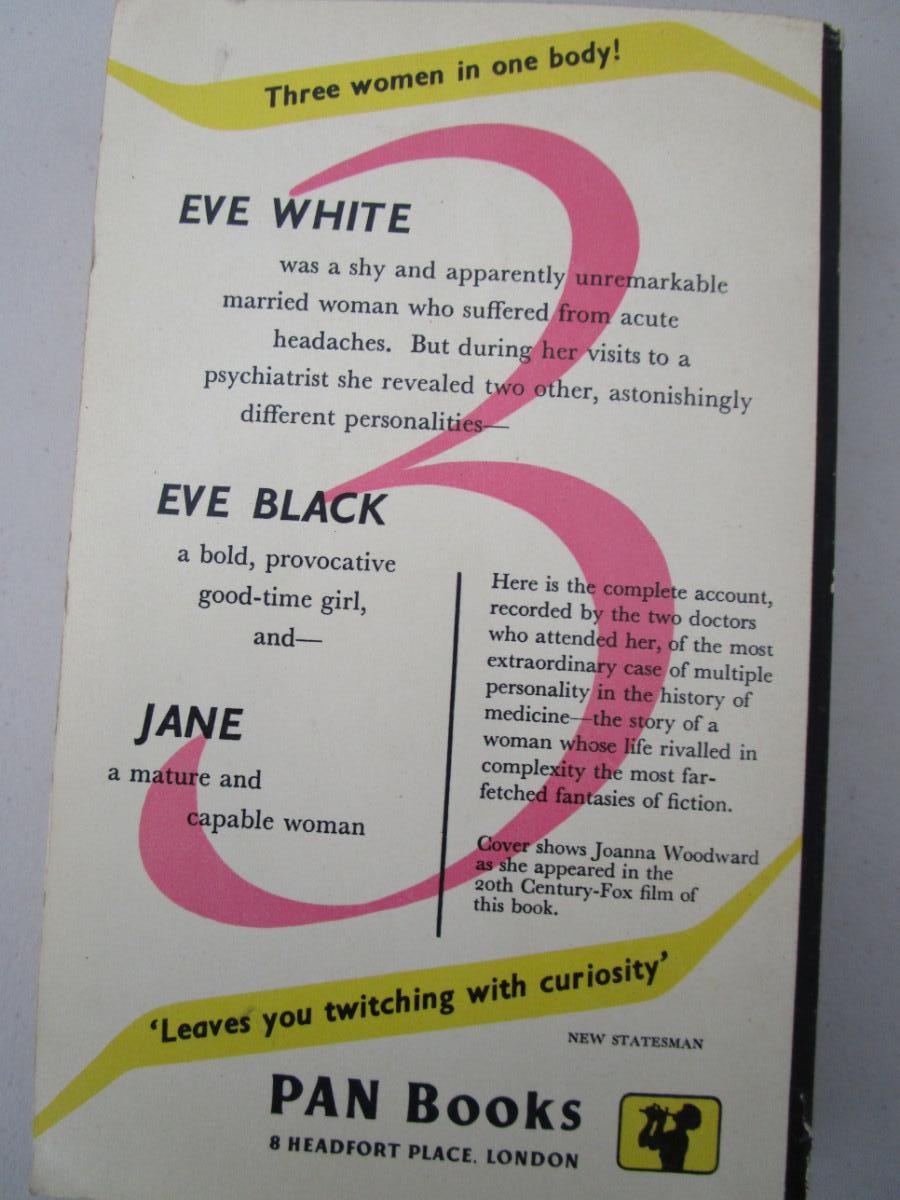 Three women in one body!
EVE WHITE
was a shy and apparently unremarkable
married woman who suffered from acute
headaches. But during her visits to a
psychiatrist she revealed two other, astonishingly
different personalities—
EVE BLACK
a bold, provocative
good-time girl,
and—
JANE
a mature and
capable woman
Here is the complete account,
recorded by the two doctors
who attended her, of the most
extraordinary case of multiple
personality in the history of
medicine—the story of a
woman whose life rivalled in
complexity the most far-
fetched fantasies of fiction.
Cover shows Joanna Woodward
as she appeared in the
20th Century-Fox film of
this book.
‘Leaves you twitching with curiosity’
NEW STATESMAN
PAN Books
8 HEADFORT PLACE. LONDON